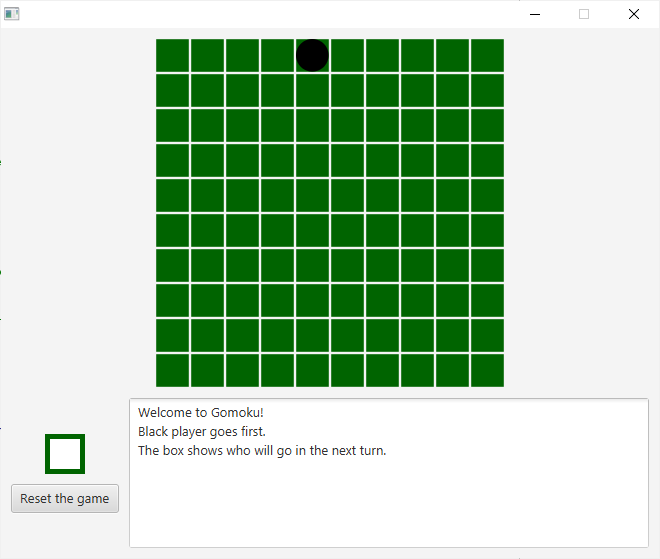 Welcome to Gomoku!
Black player goes first.
The box shows who will go in the next turn.
Reset the game